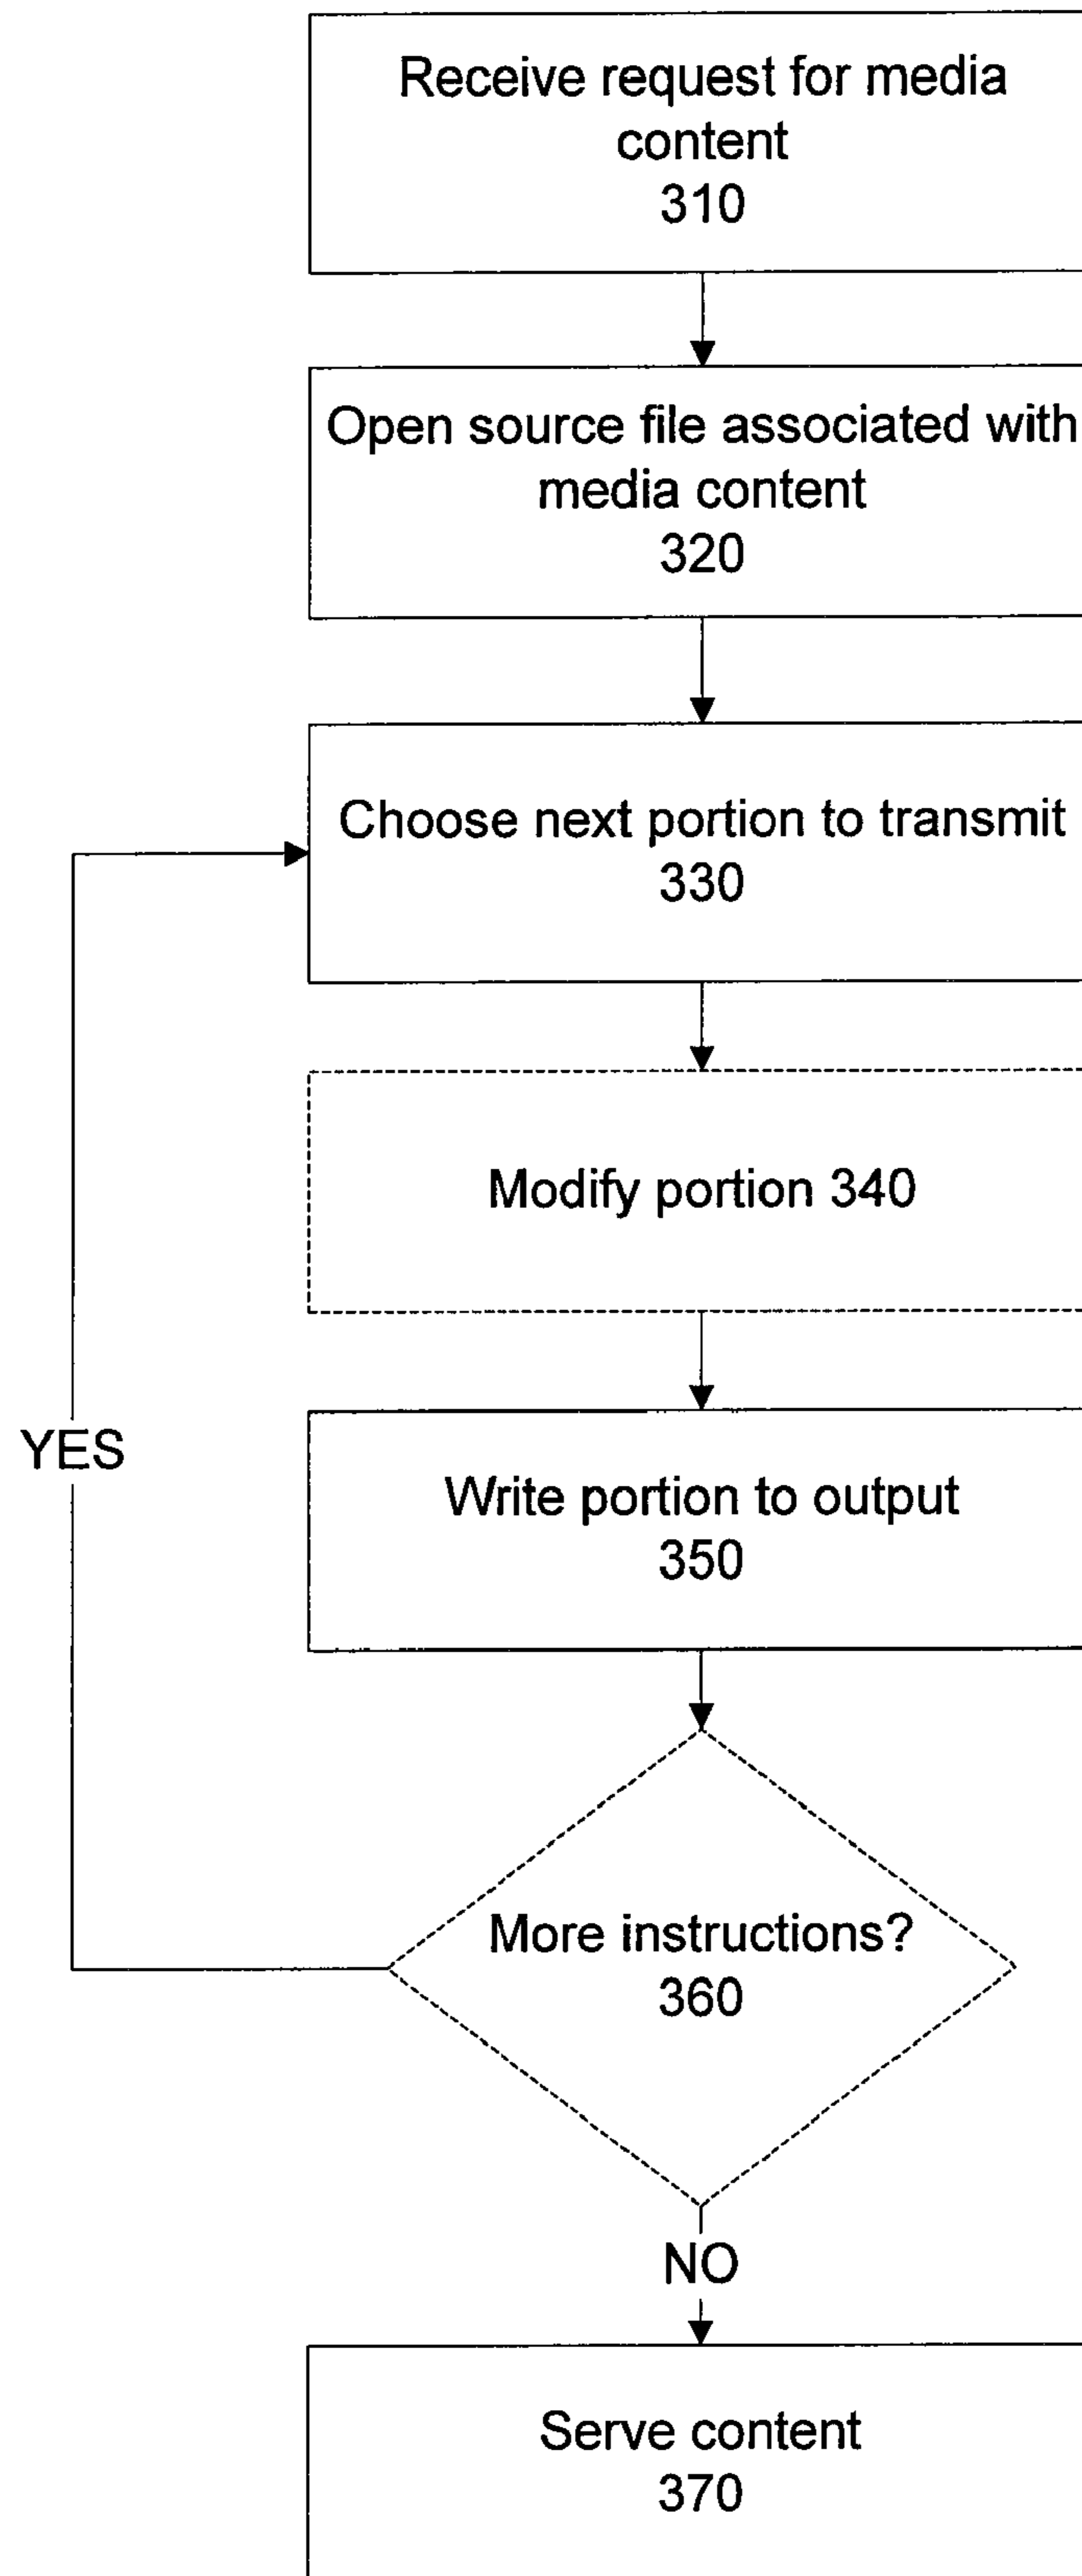 Receive request for media
content
310
Open source file associated with
media content
320
Choose next portion to transmit
330
Modify portion 340
YES
Write portion to output
350
More instructions?
360
NO
Serve content
370